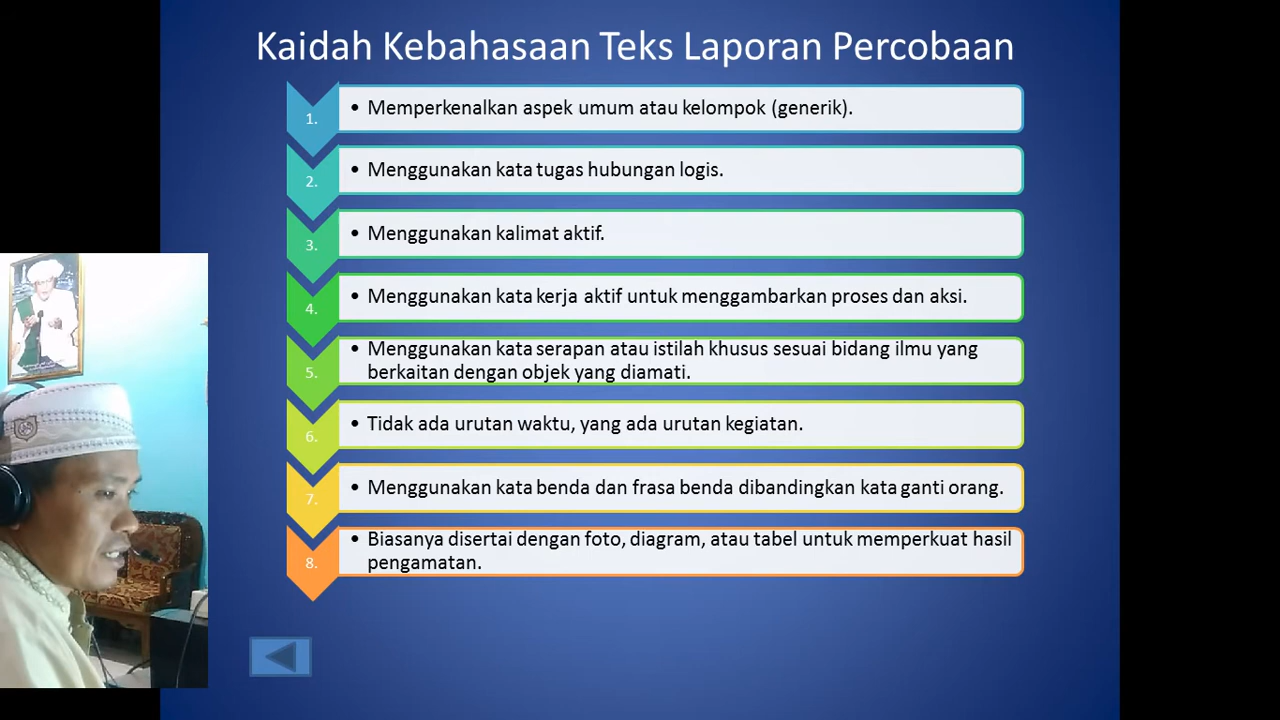 Kaidah Kebahasaan Teks Laporan Percobaan
1.
• Memperkenalkan aspek umum atau kelompok (generik).
2.
• Menggunakan kata tugas hubungan logis.
3.
• Menggunakan kalimat aktif.
4.
• Menggunakan kata kerja aktif untuk menggambarkan proses dan aksi.
5.
• Menggunakan kata serapan atau istilah khusus sesuai bidang ilmu yang
berkaitan dengan objek yang diamati.
6.
• Tidak ada urutan waktu, yang ada urutan kegiatan.
7.
• Menggunakan kata benda dan frasa benda dibandingkan kata ganti orang.
8.
• Biasanya disertai dengan foto, diagram, atau tabel untuk memperkuat hasil
pengamatan.